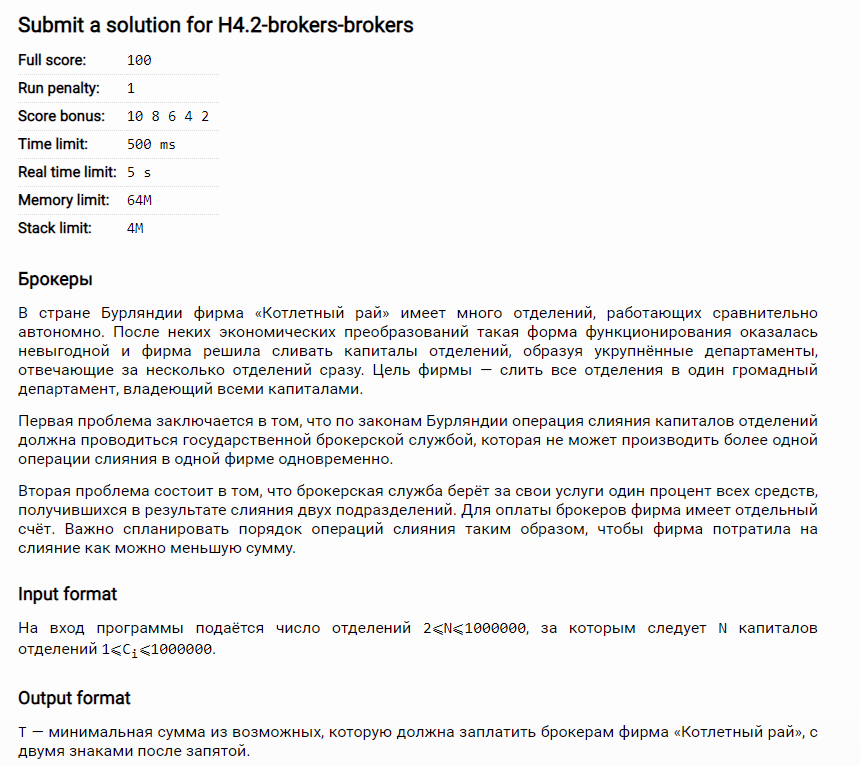 Submit a solution for H4.2-brokers-brokers
Full score: 100
Run penalty: 1
Score bonus: 10 8 6 4 2
Time limit: 500 ms
Real time limit: 5 s
Memory limit: 64M
Stack limit: 4M
Брокеры
В стране Бурляндии фирма «Котлетный рай» имеет много отделений, работающих сравнительно
автономно. После неких экономических преобразований такая форма функционирования оказалась
невыгодной и фирма решила сливать капиталы отделений, образуя укрупнённые департаменты,
отвечающие за несколько отделений сразу. Цель фирмы — слить все отделения в один громадный
департамент, владеющий всеми капиталами.
Первая проблема заключается в том, что по законам Бурляндии операция слияния капиталов отделений
должна проводиться государственной брокерской службой, которая не может производить более одной
операции слияния в одной фирме одновременно.
Вторая проблема состоит в том, что брокерская служба берёт за свои услуги один процент всех средств,
получившихся в результате слияния двух подразделений. Для оплаты брокеров фирма имеет отдельный
счёт. Важно спланировать порядок операций слияния таким образом, чтобы фирма потратила на
слияние как можно меньшую сумму.
Input format
На вход программы подаётся число отделений 2⩽N⩽1000000, за которым следует N капиталов
отделений 1⩽Cᵢ⩽1000000.
Output format
T — минимальная сумма из возможных, которую должна заплатить брокерам фирма «Котлетный рай», с
двумя знаками после запятой.